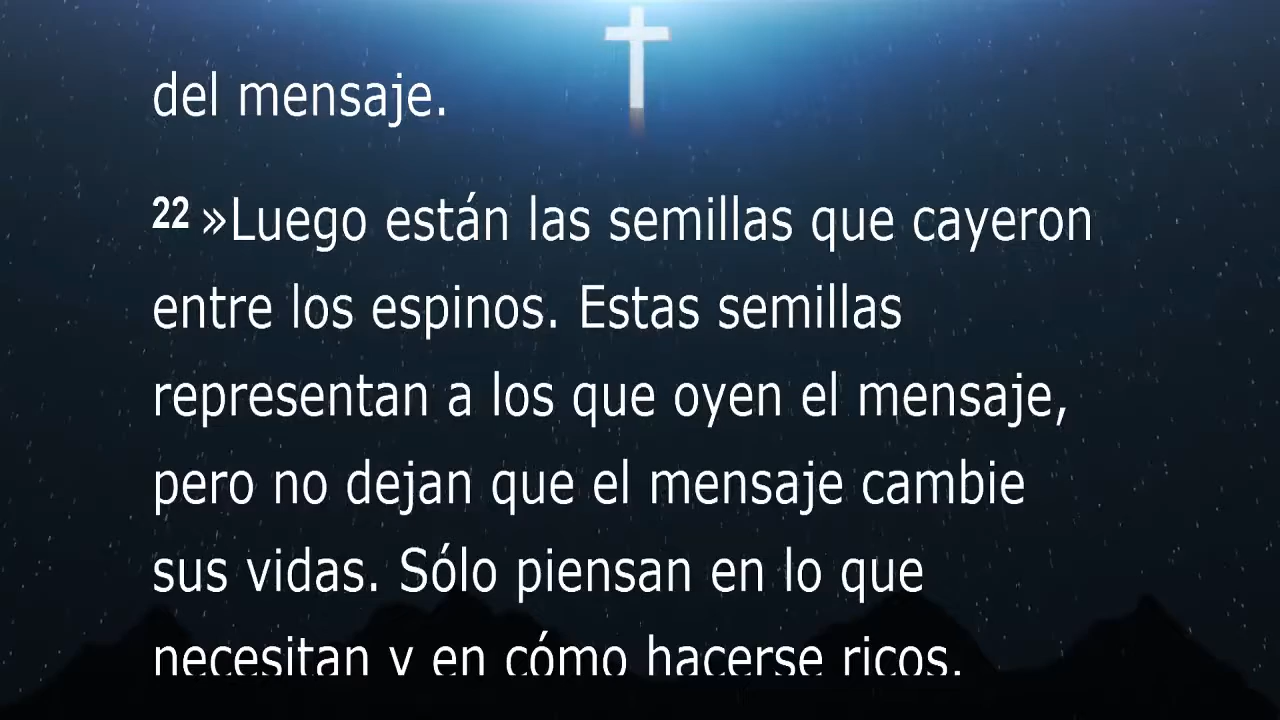 del mensaje.
22 »Luego están las semillas que cayeron
entre los espinos. Estas semillas
representan a los que oyen el mensaje,
pero no dejan que el mensaje cambie
sus vidas. Sólo piensan en lo que
necesitan y en cómo hacerse ricos.